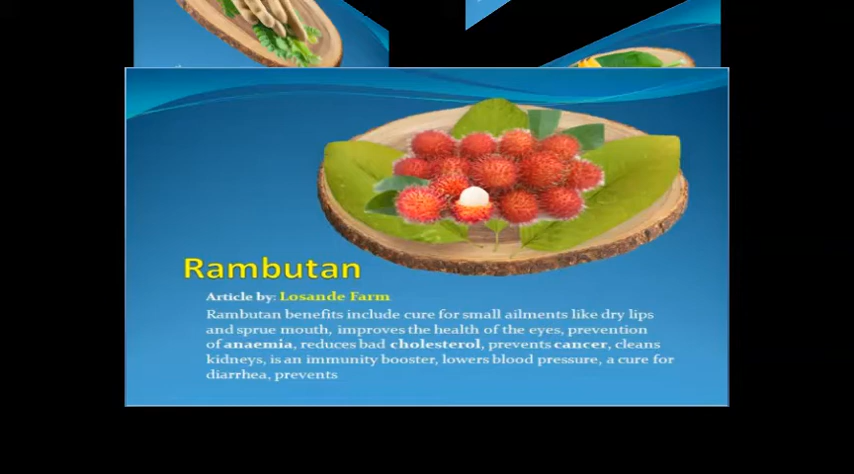 Rambutan
Article by: Losande Farm
Rambutan benefits include cure for small ailments like dry lips
and sprue mouth, improves the health of the eyes, prevention
of anaemia, reduces bad cholesterol, prevents cancer, cleans
kidneys, is an immunity booster, lowers blood pressure, a cure for
diarrhea, prevents